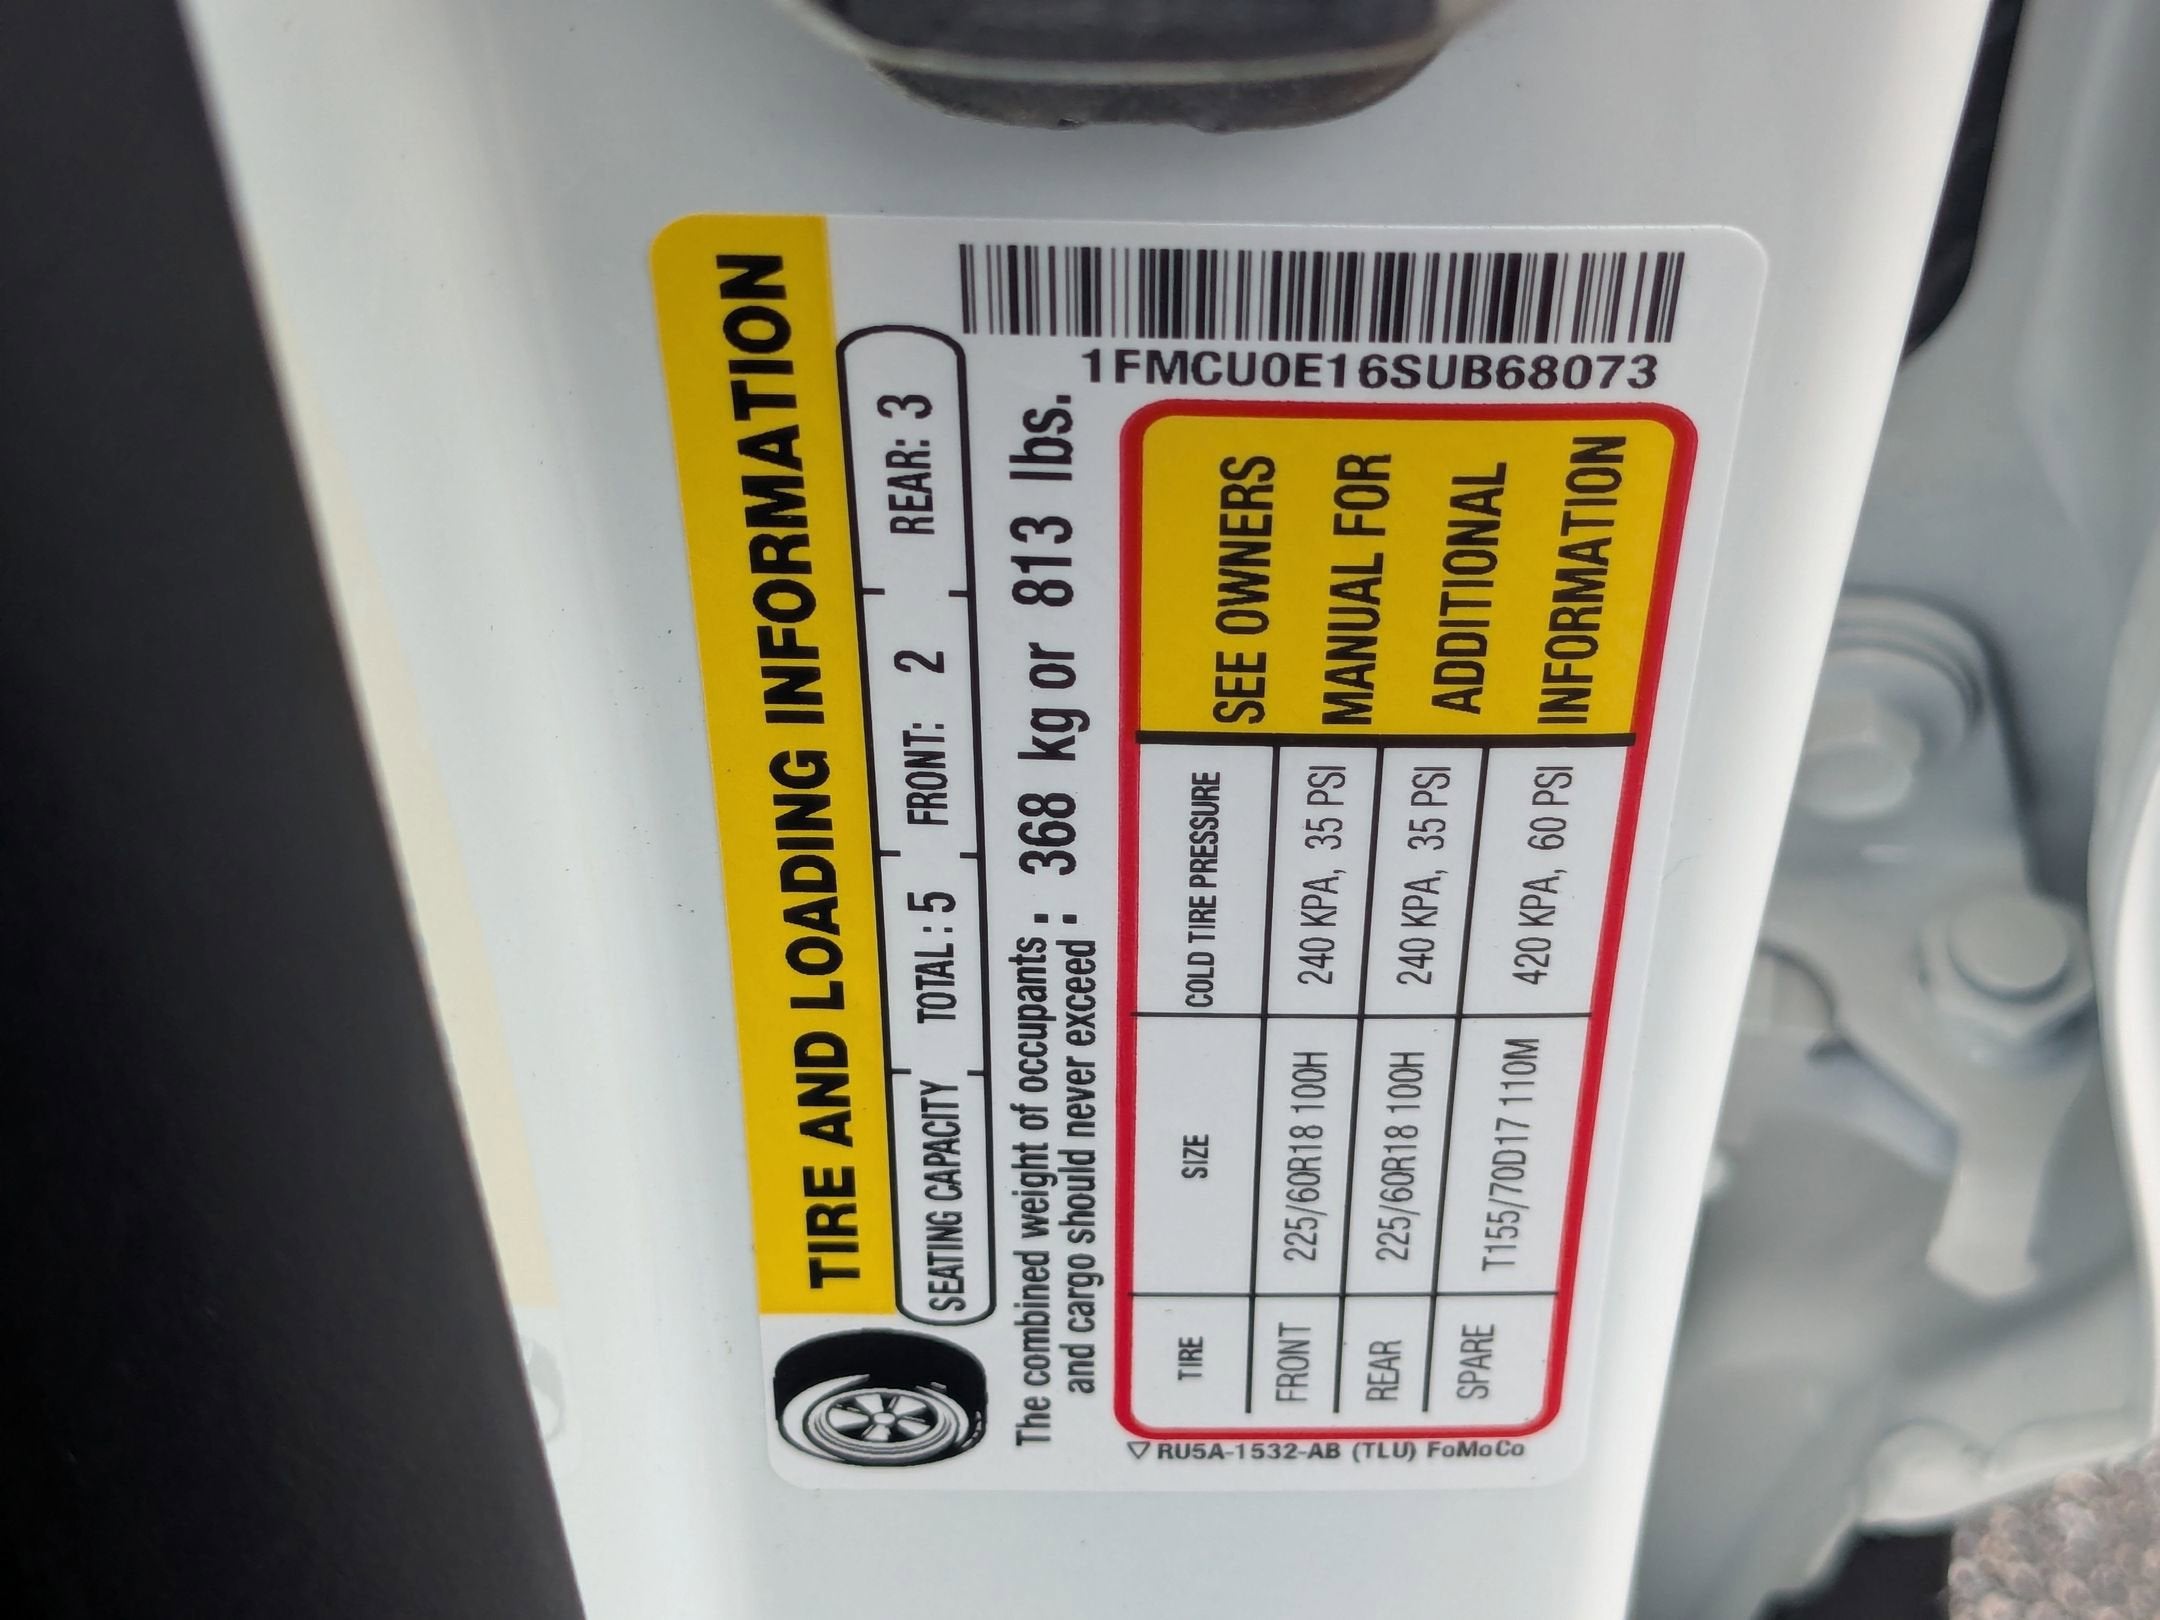 TIRE AND LOADING INFORMATION
SEATING CAPACITY TOTAL : 5 FRONT: 2 REAR: 3
The combined weight of occupants :
and cargo should never exceed :
368 kg or 813 lbs.
1FMCU0E16SUB68073
TIRE SIZE COLD TIRE PRESSURE
FRONT 225/60R18 100H 240 KPA, 35 PSI
REAR 225/60R18 100H 240 KPA, 35 PSI
SPARE T155/70D17 110M 420 KPA, 60 PSI
SEE OWNERS
MANUAL FOR
ADDITIONAL
INFORMATION
RU5A-1532-AB (TLU) FoMoCo